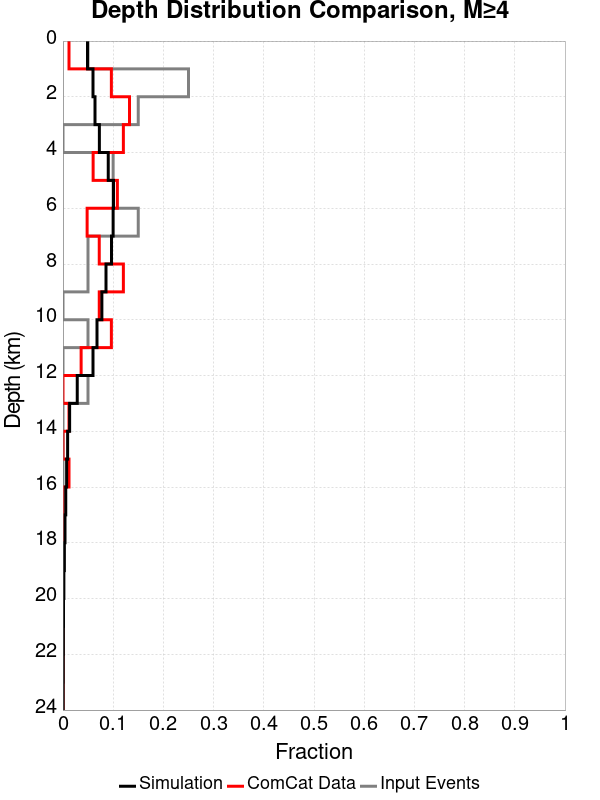 Depth Distribution Comparison, M≥4
0
2
4
6
8
10
12
14
16
18
20
22
24
Depth (km)
0 0.1 0.2 0.3 0.4 0.5 0.6 0.7 0.8 0.9 1
Fraction
Simulation ComCat Data Input Events